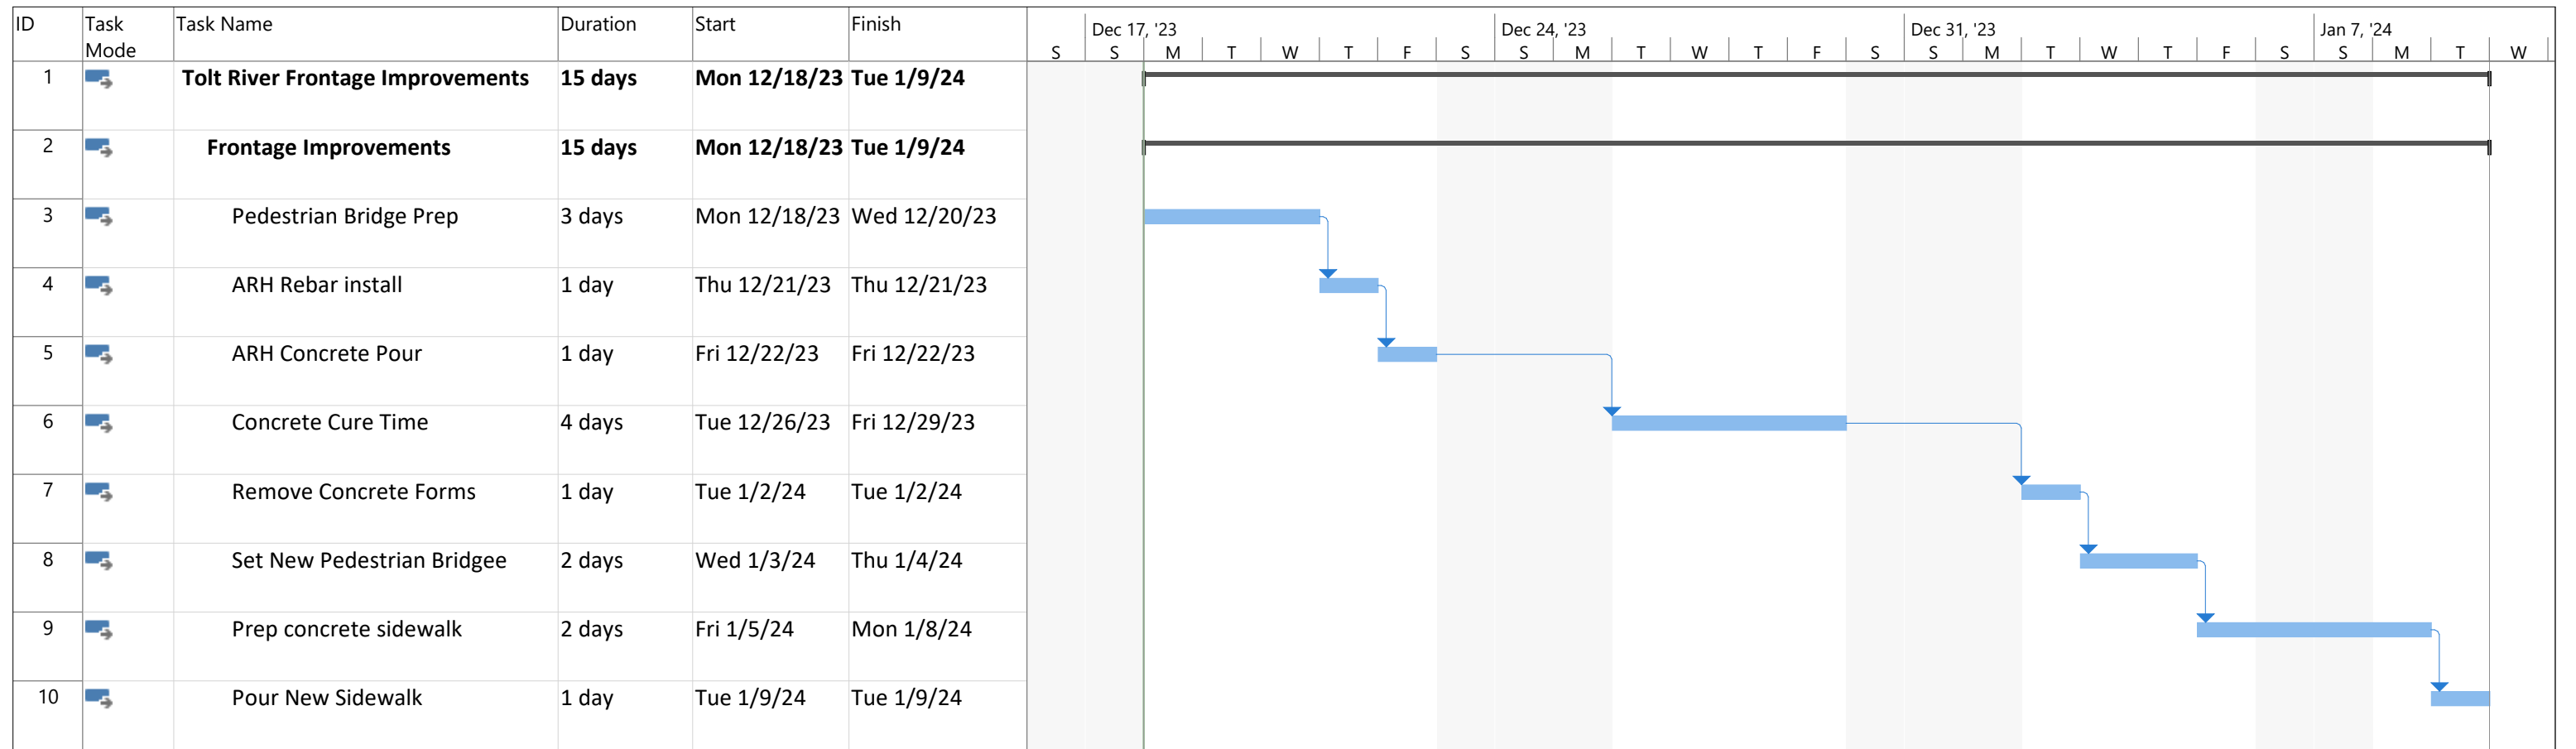 ID Task Mode Task Name Duration Start Finish
Dec 17, '23 Dec 24, '23 Dec 31, '23 Jan 7, '24
S S M T W T F S S M T W T F S S M T W T F S S M T W
1 Tolt River Frontage Improvements 15 days Mon 12/18/23 Tue 1/9/24
2 Frontage Improvements 15 days Mon 12/18/23 Tue 1/9/24
3 Pedestrian Bridge Prep 3 days Mon 12/18/23 Wed 12/20/23
4 ARH Rebar install 1 day Thu 12/21/23 Thu 12/21/23
5 ARH Concrete Pour 1 day Fri 12/22/23 Fri 12/22/23
6 Concrete Cure Time 4 days Tue 12/26/23 Fri 12/29/23
7 Remove Concrete Forms 1 day Tue 1/2/24 Tue 1/2/24
8 Set New Pedestrian Bridgee 2 days Wed 1/3/24 Thu 1/4/24
9 Prep concrete sidewalk 2 days Fri 1/5/24 Mon 1/8/24
10 Pour New Sidewalk 1 day Tue 1/9/24 Tue 1/9/24